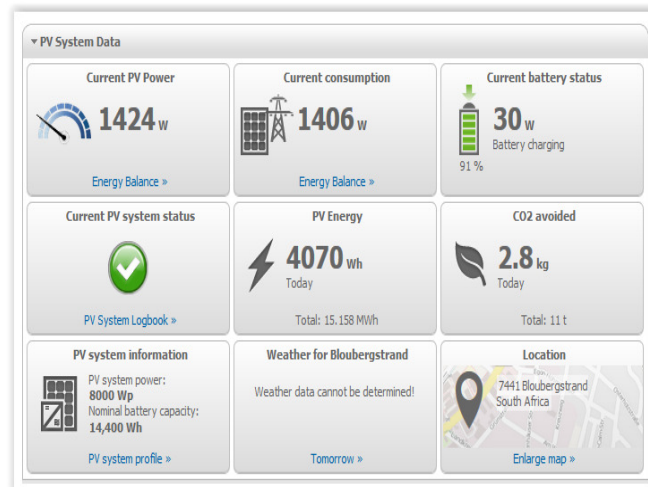 PV System Data
Current PV Power
1424 W
Energy Balance »
Current consumption
1406 W
Energy Balance »
Current battery status
30 W
Battery charging
91 %
Current PV system status
PV System Logbook »
PV Energy
4070 Wh
Today
Total: 15.158 MWh
CO2 avoided
2.8 kg
Today
Total: 11 t
PV system information
PV system power:
8000 Wp
Nominal battery capacity:
14,400 Wh
PV system profile »
Weather for Bloubergstrand
Weather data cannot be determined!
Tomorrow »
Location
7441 Bloubergstrand
South Africa
Enlarge map »